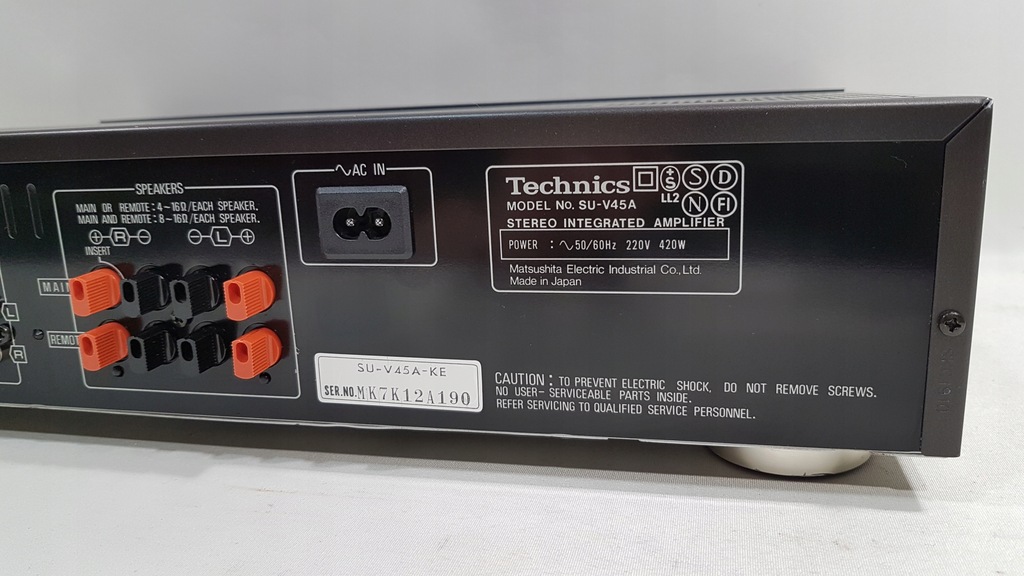 SPEAKERS
MAIN OR REMOTE: 4~16Ω/EACH SPEAKER.
MAIN AND REMOTE: 8~16Ω/EACH SPEAKER.
⊕ R ⊖ ⊖ L ⊕
INSERT
MAIN
REMOTE
L
R
∿AC IN
Technics
S
D
LL2
N
FI
MODEL No. SU-V45A
STEREO INTEGRATED AMPLIFIER
POWER : ∿50/60Hz 220V 420W
Matsushita Electric Industrial Co., Ltd.
Made in Japan
SU-V45A-KE
SER.NO.MK7K12A190
CAUTION: TO PREVENT ELECTRIC SHOCK, DO NOT REMOVE SCREWS.
NO USER-SERVICEABLE PARTS INSIDE.
REFER SERVICING TO QUALIFIED SERVICE PERSONNEL.